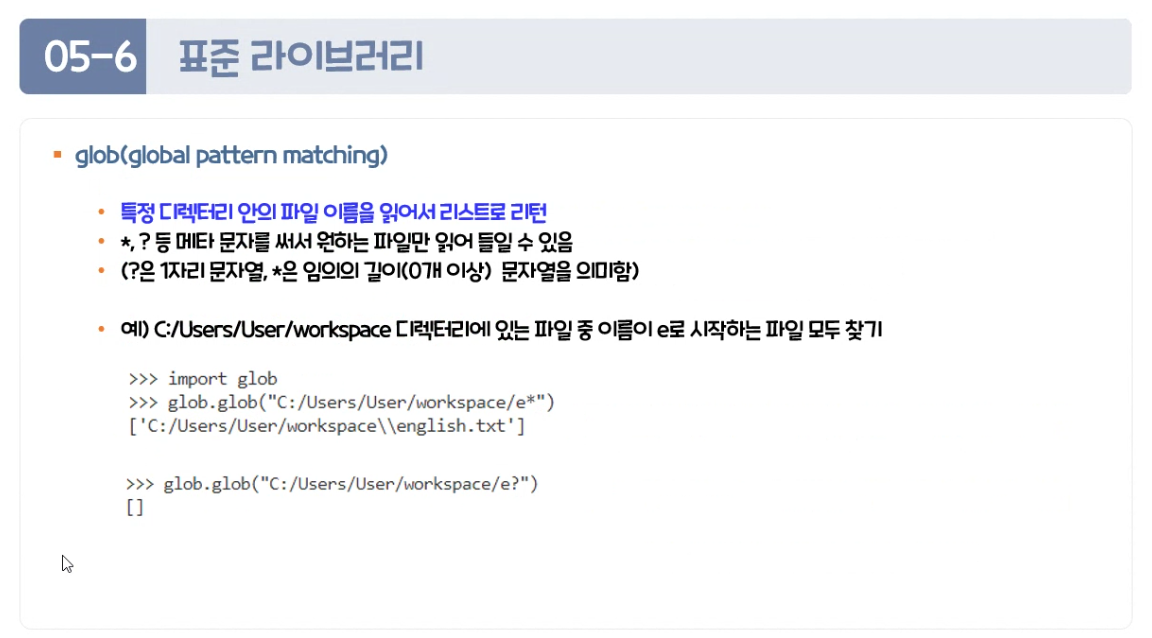 05-6 표준 라이브러리
glob(global pattern matching)
특정 디렉터리 안의 파일 이름을 읽어서 리스트로 리턴
*, ? 등 메타 문자를 써서 원하는 파일만 읽어 들일 수 있음
(?은 1자리 문자열, *은 임의의 길이(0개 이상) 문자열을 의미함)
예) C:/Users/User/workspace 디렉터리에 있는 파일 중 이름이 e로 시작하는 파일 모두 찾기
>>> import glob
>>> glob.glob("C:/Users/User/workspace/e*")
['C:/Users/User/workspace\\english.txt']
>>> glob.glob("C:/Users/User/workspace/e?")
[]